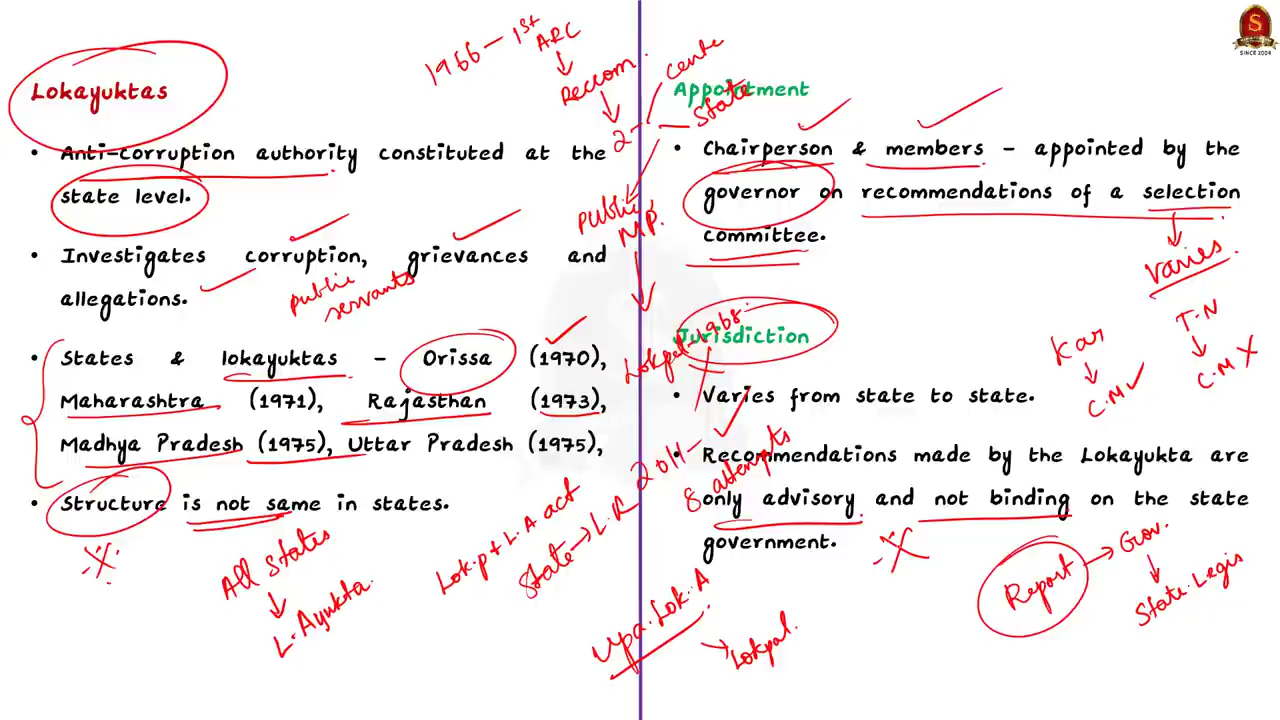 Lokayuktas
• Anti-corruption authority constituted at the
state level.
• Investigates corruption, grievances and
allegations.
public
servants
• States & lokayuktas - Orissa (1970),
Maharashtra (1971), Rajasthan (1973),
Madhya Pradesh (1975), Uttar Pradesh (1975),
• Structure is not same in states.
All States
L.Ayukta
1966 - 1st
ARC
Reccom.
2
cente
State
public
M.P.
Lokpal-1968.
2011
8 attempts
Lok.p+L.A act
State → L.A
Upa.Lok.A
Lokpal.
Appointment
• Chairperson & members - appointed by the
governor on recommendations of a selection
committee.
Varies
Jurisdiction
Kar
C.M
T.N
C.M X
• Varies from state to state.
• Recommendations made by the Lokayukta are
only advisory and not binding on the state
government.
Report → Gov.
State.Legis
S
SINCE 2004